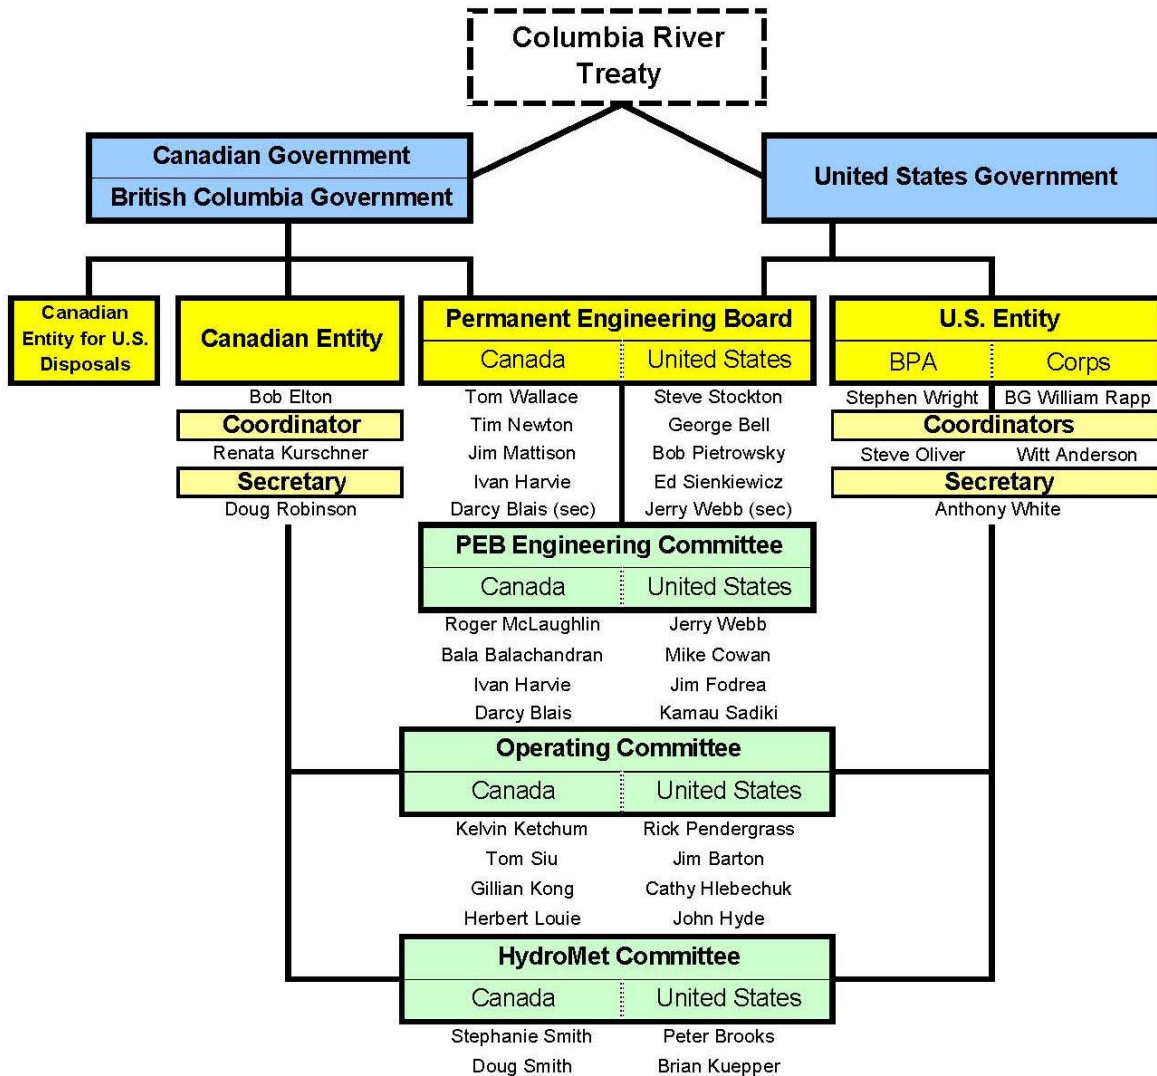 Columbia River
Treaty
Canadian Government
British Columbia Government
United States Government
Canadian
Entity for U.S.
Disposals
Canadian Entity
Bob Elton
Coordinator
Renata Kurschner
Secretary
Doug Robinson
Permanent Engineering Board
Canada United States
Tom Wallace Steve Stockton
Tim Newton George Bell
Jim Mattison Bob Pietrowsky
Ivan Harvie Ed Sienkiewicz
Darcy Blais (sec) Jerry Webb (sec)
U.S. Entity
BPA Corps
Stephen Wright BG William Rapp
Coordinators
Steve Oliver Witt Anderson
Secretary
Anthony White
PEB Engineering Committee
Canada United States
Roger McLaughlin Jerry Webb
Bala Balachandran Mike Cowan
Ivan Harvie Jim Fodrea
Darcy Blais Kamau Sadiki
Operating Committee
Canada United States
Kelvin Ketchum Rick Pendergrass
Tom Siu Jim Barton
Gillian Kong Cathy Hlebechuk
Herbert Louie John Hyde
HydroMet Committee
Canada United States
Stephanie Smith Peter Brooks
Doug Smith Brian Kuepper